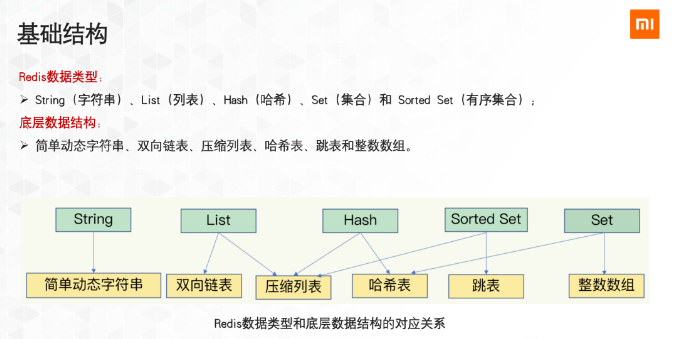 基础结构
mi
Redis数据类型：
➢ String（字符串）、List（列表）、Hash（哈希）、Set（集合）和 Sorted Set（有序集合）；
底层数据结构：
➢ 简单动态字符串、双向链表、压缩列表、哈希表、跳表和整数数组。
String List Hash Sorted Set Set
简单动态字符串 双向链表 压缩列表 哈希表 跳表 整数数组
Redis数据类型和底层数据结构的对应关系